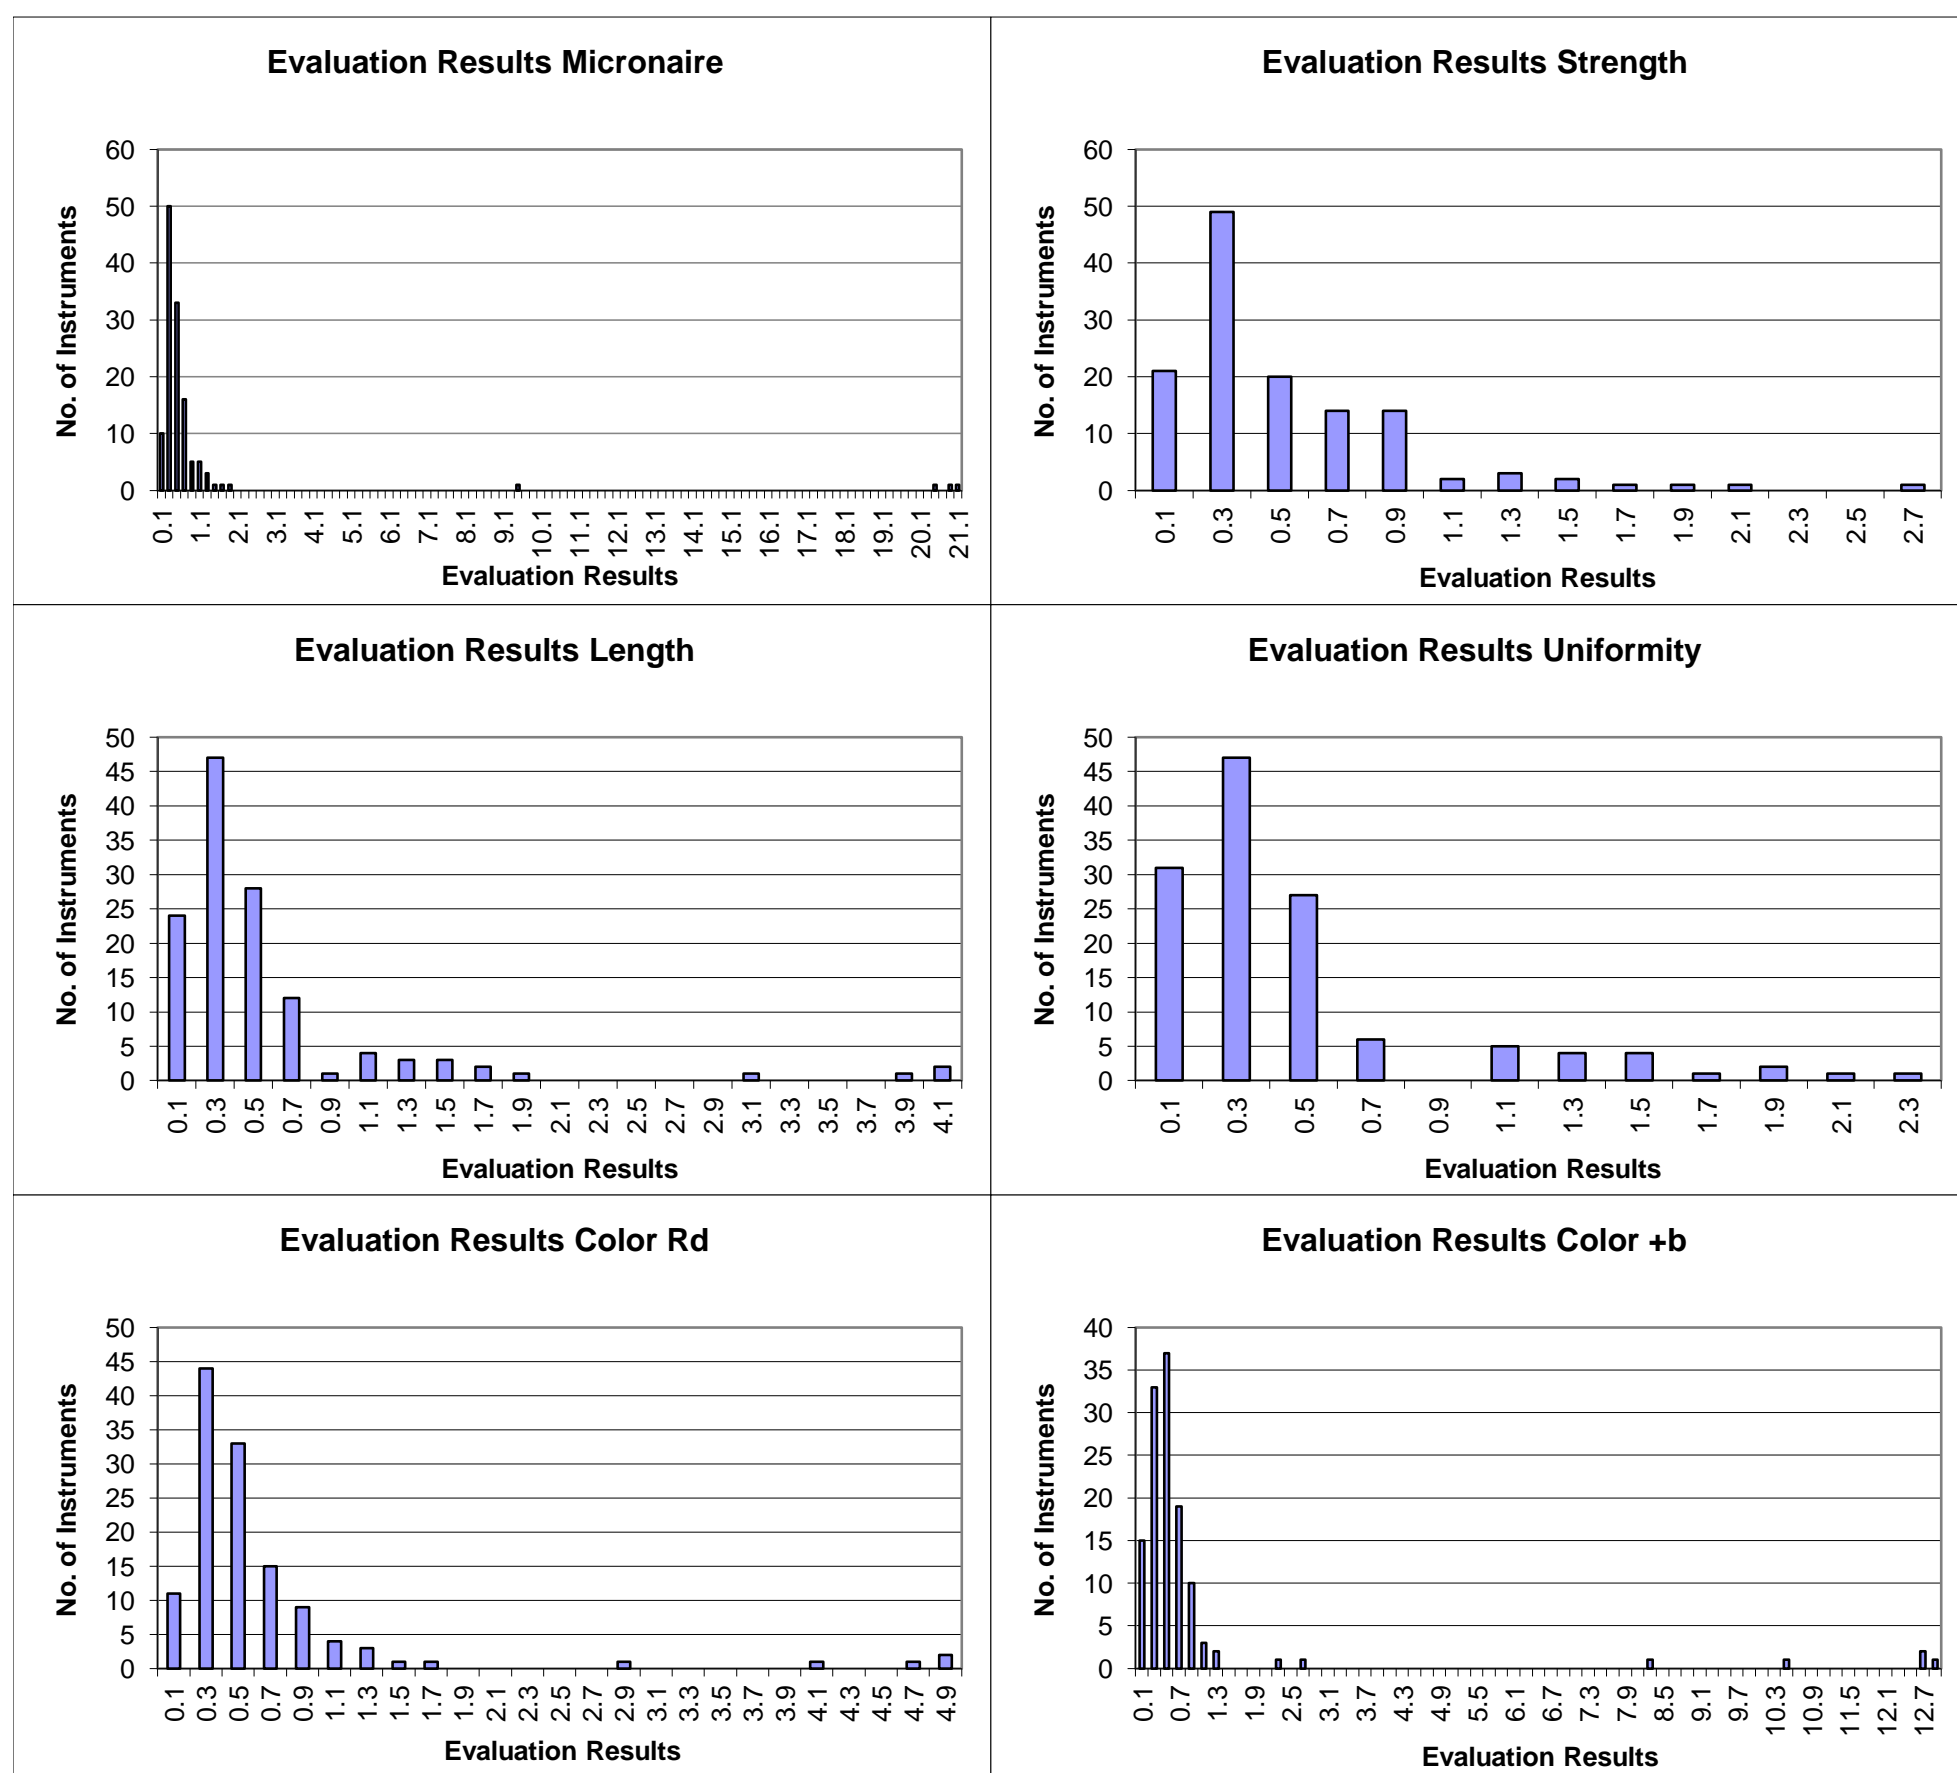 Evaluation Results Micronaire
60
50
40
30
20
10
0
No. of Instruments
0.1 1.1 2.1 3.1 4.1 5.1 6.1 7.1 8.1 9.1 10.1 11.1 12.1 13.1 14.1 15.1 16.1 17.1 18.1 19.1 20.1 21.1
Evaluation Results
Evaluation Results Strength
60
50
40
30
20
10
0
No. of Instruments
0.1 0.3 0.5 0.7 0.9 1.1 1.3 1.5 1.7 1.9 2.1 2.3 2.5 2.7
Evaluation Results
Evaluation Results Length
50
45
40
35
30
25
20
15
10
5
0
No. of Instruments
0.1 0.3 0.5 0.7 0.9 1.1 1.3 1.5 1.7 1.9 2.1 2.3 2.5 2.7 2.9 3.1 3.3 3.5 3.7 3.9 4.1
Evaluation Results
Evaluation Results Uniformity
50
45
40
35
30
25
20
15
10
5
0
No. of Instruments
0.1 0.3 0.5 0.7 0.9 1.1 1.3 1.5 1.7 1.9 2.1 2.3
Evaluation Results
Evaluation Results Color Rd
50
45
40
35
30
25
20
15
10
5
0
No. of Instruments
0.1 0.3 0.5 0.7 0.9 1.1 1.3 1.5 1.7 1.9 2.1 2.3 2.5 2.7 2.9 3.1 3.3 3.5 3.7 3.9 4.1 4.3 4.5 4.7 4.9
Evaluation Results
Evaluation Results Color +b
40
35
30
25
20
15
10
5
0
No. of Instruments
0.1 0.7 1.3 1.9 2.5 3.1 3.7 4.3 4.9 5.5 6.1 6.7 7.3 7.9 8.5 9.1 9.7 10.3 10.9 11.5 12.1 12.7
Evaluation Results